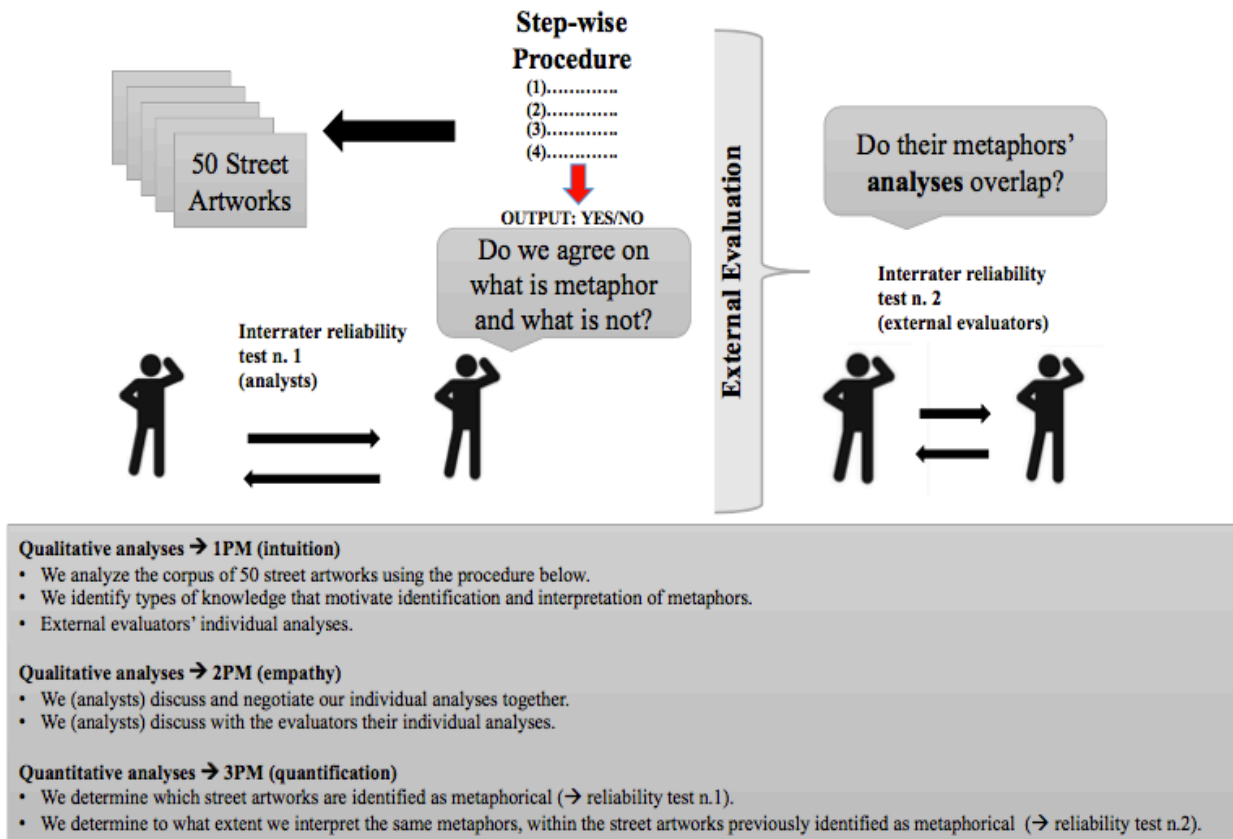 Step-wise
Procedure
(1).............
(2).............
(3).............
(4).............
50 Street
Artworks
OUTPUT: YES/NO
Do we agree on
what is metaphor
and what is not?
Interrater reliability
test n. 1
(analysts)
External Evaluation
Do their metaphors’
analyses overlap?
Interrater reliability
test n. 2
(external evaluators)
Qualitative analyses → 1PM (intuition)
• We analyze the corpus of 50 street artworks using the procedure below.
• We identify types of knowledge that motivate identification and interpretation of metaphors.
• External evaluators’ individual analyses.
Qualitative analyses → 2PM (empathy)
• We (analysts) discuss and negotiate our individual analyses together.
• We (analysts) discuss with the evaluators their individual analyses.
Quantitative analyses → 3PM (quantification)
• We determine which street artworks are identified as metaphorical (→ reliability test n.1).
• We determine to what extent we interpret the same metaphors, within the street artworks previously identified as metaphorical (→ reliability test n.2).